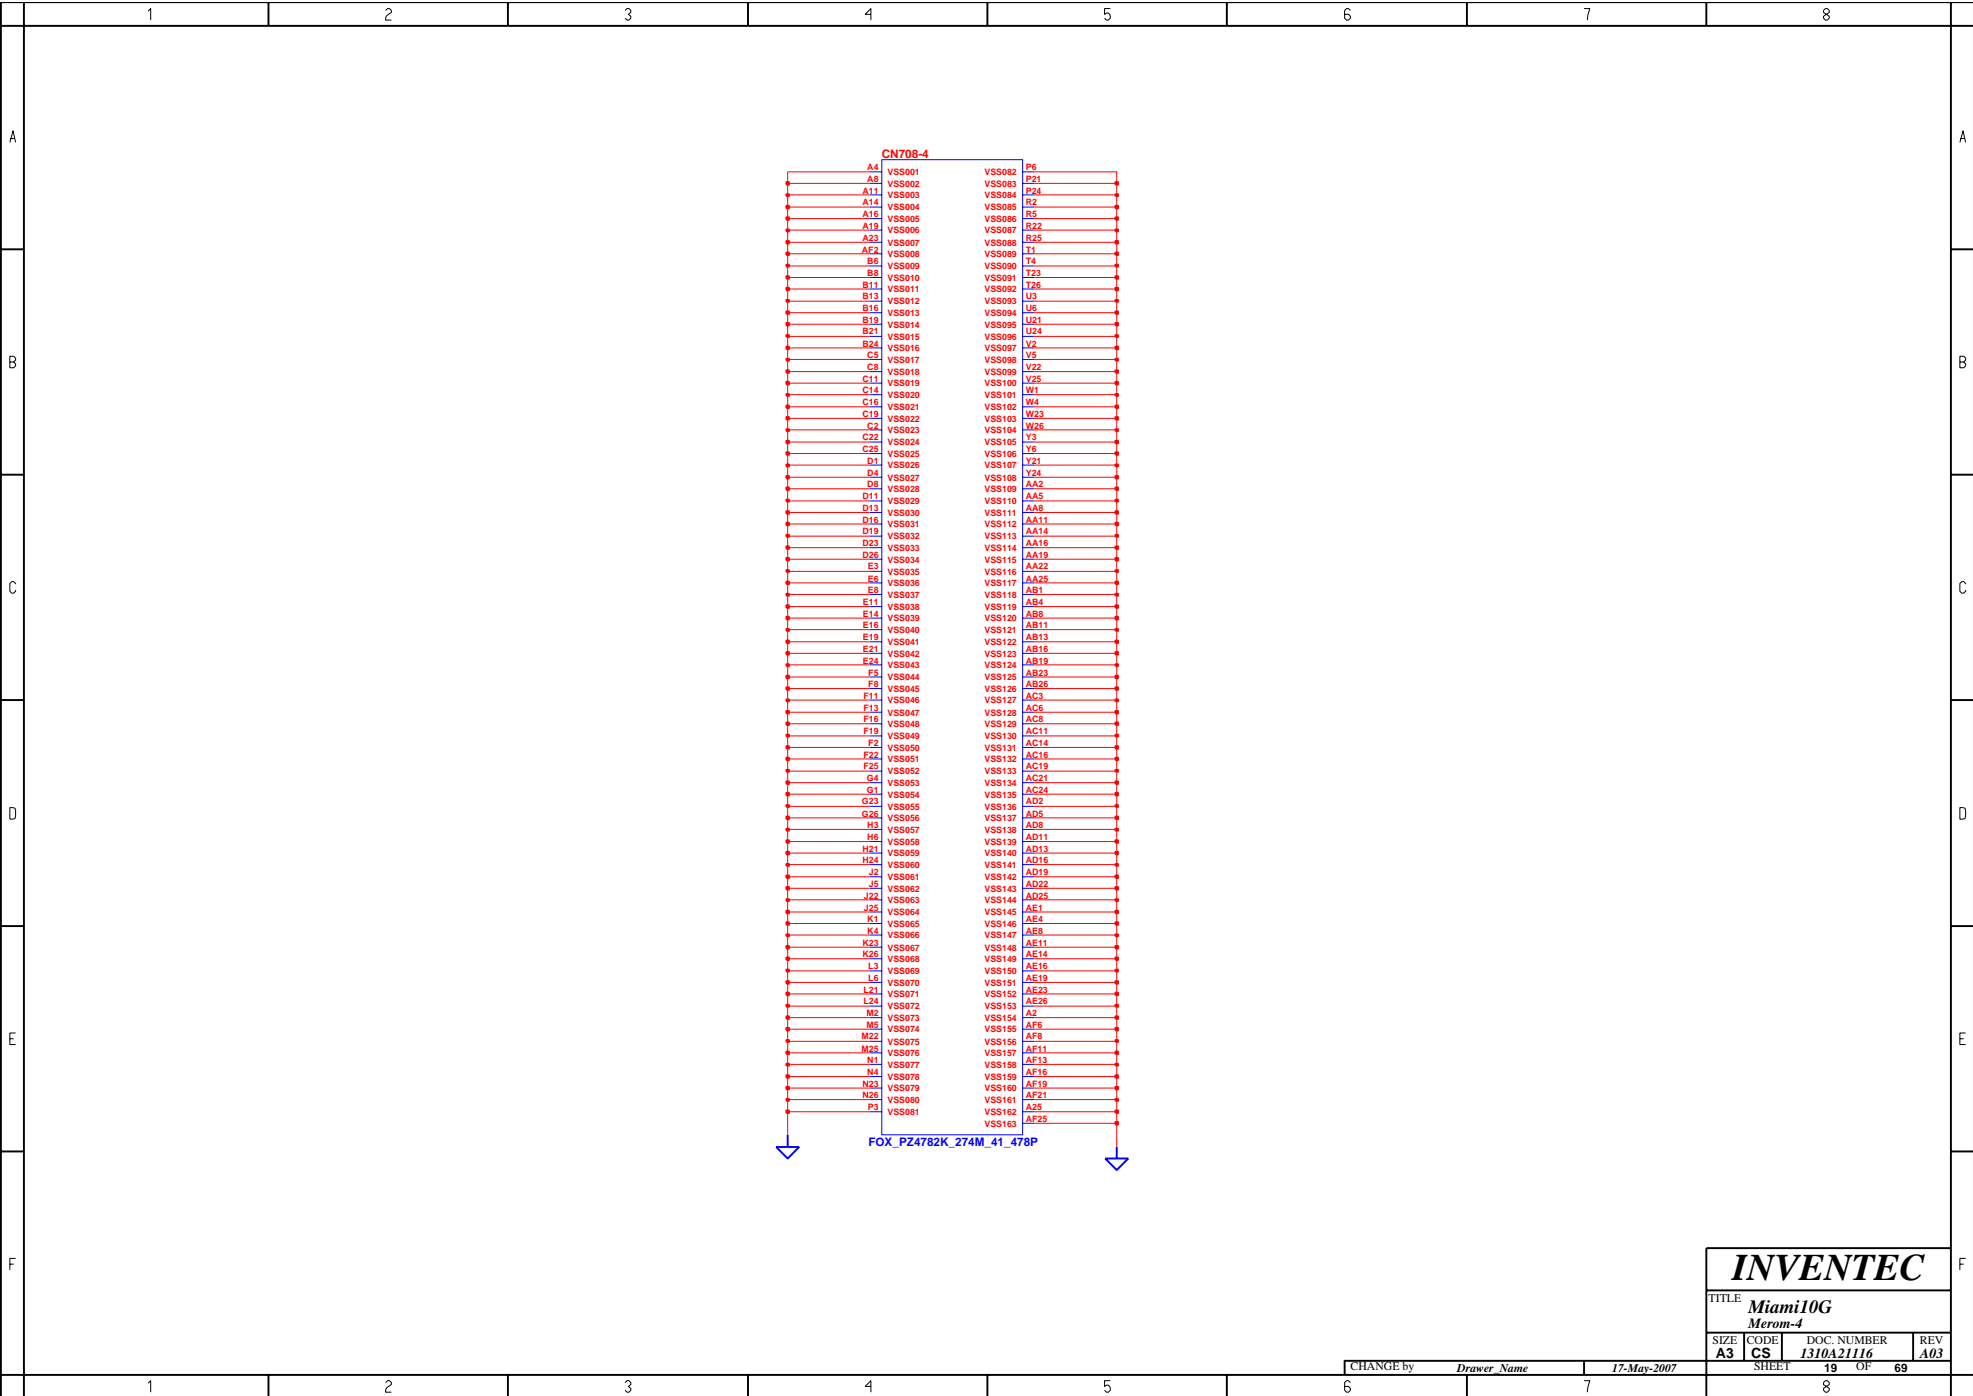 1 2 3 4 5 6 7 8
A A
CN708-4
A4 VSS001 VSS082 P6
A8 VSS002 VSS083 P21
A11 VSS003 VSS084 P24
A14 VSS004 VSS085 R2
A16 VSS005 VSS086 R5
A19 VSS006 VSS087 R22
A23 VSS007 VSS088 R25
AF2 VSS008 VSS089 T1
B6 VSS009 VSS090 T4
B8 VSS010 VSS091 T23
B11 VSS011 VSS092 T26
B13 VSS012 VSS093 U3
B16 VSS013 VSS094 U6
B19 VSS014 VSS095 U21
B21 VSS015 VSS096 U24
B24 VSS016 VSS097 V2
C5 VSS017 VSS098 V5
B B
C8 VSS018 VSS099 V22
C11 VSS019 VSS100 V25
C14 VSS020 VSS101 W1
C16 VSS021 VSS102 W4
C19 VSS022 VSS103 W23
C2 VSS023 VSS104 W26
C22 VSS024 VSS105 Y3
C25 VSS025 VSS106 Y6
D1 VSS026 VSS107 Y21
D4 VSS027 VSS108 Y24
D8 VSS028 VSS109 AA2
D11 VSS029 VSS110 AA5
D13 VSS030 VSS111 AA8
D16 VSS031 VSS112 AA11
D19 VSS032 VSS113 AA14
D23 VSS033 VSS114 AA16
D26 VSS034 VSS115 AA19
E3 VSS035 VSS116 AA22
E6 VSS036 VSS117 AA25
C C
E8 VSS037 VSS118 AB1
E11 VSS038 VSS119 AB4
E14 VSS039 VSS120 AB8
E16 VSS040 VSS121 AB11
E19 VSS041 VSS122 AB13
E21 VSS042 VSS123 AB16
E24 VSS043 VSS124 AB19
F5 VSS044 VSS125 AB23
F8 VSS045 VSS126 AB26
F11 VSS046 VSS127 AC3
F13 VSS047 VSS128 AC6
F16 VSS048 VSS129 AC8
F19 VSS049 VSS130 AC11
F2 VSS050 VSS131 AC14
F22 VSS051 VSS132 AC16
F25 VSS052 VSS133 AC19
G4 VSS053 VSS134 AC21
G1 VSS054 VSS135 AC24
G23 VSS055 VSS136 AD2
D D
G26 VSS056 VSS137 AD5
H3 VSS057 VSS138 AD8
H6 VSS058 VSS139 AD11
H21 VSS059 VSS140 AD13
H24 VSS060 VSS141 AD16
J2 VSS061 VSS142 AD19
J5 VSS062 VSS143 AD22
J22 VSS063 VSS144 AD25
J25 VSS064 VSS145 AE1
K1 VSS065 VSS146 AE4
K4 VSS066 VSS147 AE8
K23 VSS067 VSS148 AE11
K26 VSS068 VSS149 AE14
L3 VSS069 VSS150 AE16
L6 VSS070 VSS151 AE19
L21 VSS071 VSS152 AE23
L24 VSS072 VSS153 AE26
M2 VSS073 VSS154 A2
M5 VSS074 VSS155 AF6
E E
M22 VSS075 VSS156 AF8
M25 VSS076 VSS157 AF11
N1 VSS077 VSS158 AF13
N4 VSS078 VSS159 AF16
N23 VSS079 VSS160 AF19
N26 VSS080 VSS161 AF21
P3 VSS081 VSS162 A25
VSS163 AF25
FOX_PZ4782K_274M_41_478P
F F
INVENTEC
TITLE Miami10G
Merom-4
SIZE CODE DOC. NUMBER REV
A3 CS 1310A21116 A03
CHANGE by Drawer_Name 17-May-2007 SHEET 19 OF 69
1 2 3 4 5 6 7 8